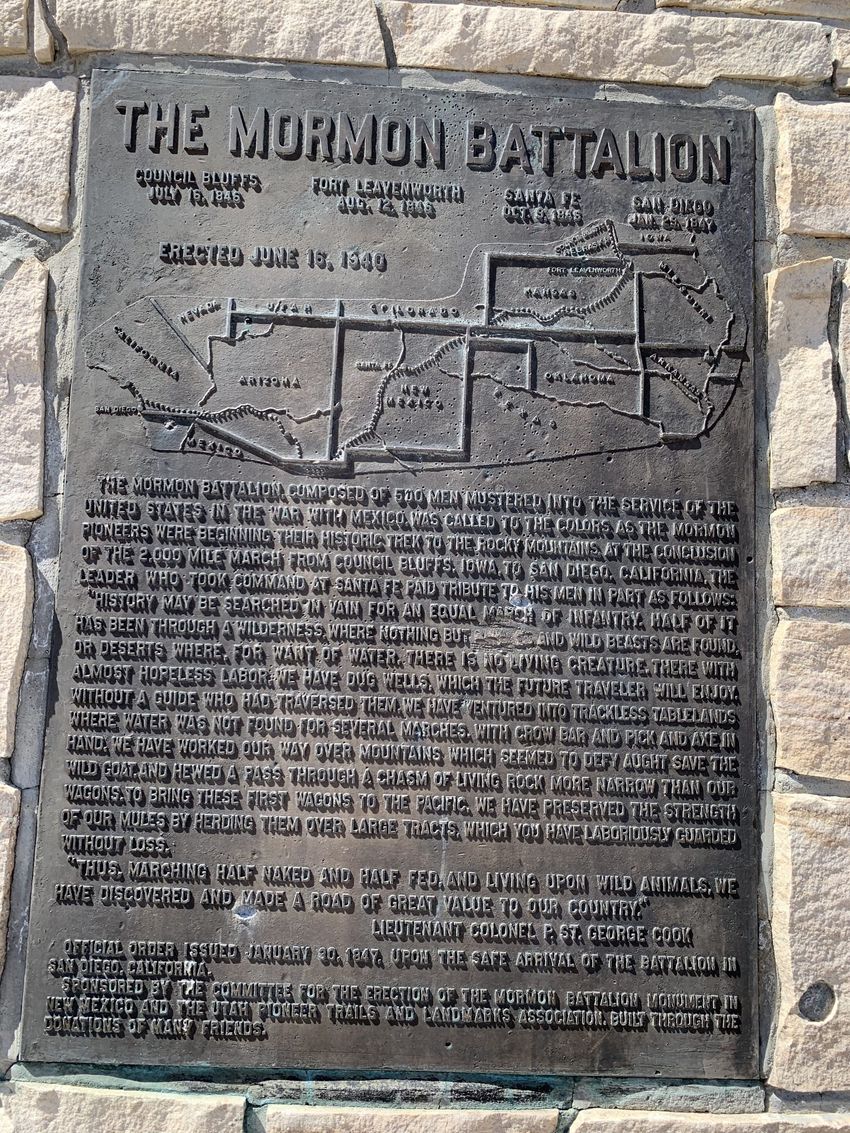 THE MORMON BATTALION
COUNCIL BLUFFS FORT LEAVENWORTH SANTA FE SAN DIEGO
JULY 16, 1846 AUG. 12, 1846 OCT. 9, 1846 JAN. 29, 1847
ERECTED JUNE 16, 1940
IOWA
NEBRASKA
FORT LEAVENWORTH
KANSAS
NEVADA UTAH COLORADO
CALIFORNIA
ARIZONA
SANTA FE
NEW
MEXICO
OKLAHOMA
ARKANSAS
TEXAS
SAN DIEGO
MEXICO
THE MORMON BATTALION, COMPOSED OF 500 MEN MUSTERED INTO THE SERVICE OF THE
UNITED STATES IN THE WAR WITH MEXICO, WAS CALLED TO THE COLORS AS THE MORMON
PIONEERS WERE BEGINNING THEIR HISTORIC TREK TO THE ROCKY MOUNTAINS. AT THE CONCLUSION
OF THE 2,000 MILE MARCH FROM COUNCIL BLUFFS, IOWA, TO SAN DIEGO, CALIFORNIA, THE
LEADER WHO TOOK COMMAND AT SANTA FE PAID TRIBUTE TO HIS MEN IN PART AS FOLLOWS:
"HISTORY MAY BE SEARCHED IN VAIN FOR AN EQUAL MARCH OF INFANTRY. HALF OF IT
HAS BEEN THROUGH A WILDERNESS, WHERE NOTHING BUT AND WILD BEASTS ARE FOUND,
OR DESERTS WHERE, FOR WANT OF WATER, THERE IS NO LIVING CREATURE. THERE WITH
ALMOST HOPELESS LABOR WE HAVE DUG WELLS, WHICH THE FUTURE TRAVELER WILL ENJOY.
WITHOUT A GUIDE WHO HAD TRAVERSED THEM, WE HAVE VENTURED INTO TRACKLESS TABLELANDS
WHERE WATER WAS NOT FOUND FOR SEVERAL MARCHES. WITH CROW BAR AND PICK AND AXE IN
HAND, WE HAVE WORKED OUR WAY OVER MOUNTAINS WHICH SEEMED TO DEFY AUGHT SAVE THE
WILD GOAT, AND HEWED A PASS THROUGH A CHASM OF LIVING ROCK MORE NARROW THAN OUR
WAGONS. TO BRING THESE FIRST WAGONS TO THE PACIFIC, WE HAVE PRESERVED THE STRENGTH
OF OUR MULES BY HERDING THEM OVER LARGE TRACTS, WHICH YOU HAVE LABORIOUSLY GUARDED
WITHOUT LOSS.
"THUS, MARCHING HALF NAKED AND HALF FED, AND LIVING UPON WILD ANIMALS, WE
HAVE DISCOVERED AND MADE A ROAD OF GREAT VALUE TO OUR COUNTRY."
LIEUTENANT COLONEL P. ST. GEORGE COOK
OFFICIAL ORDER ISSUED JANUARY 30, 1847, UPON THE SAFE ARRIVAL OF THE BATTALION IN
SAN DIEGO, CALIFORNIA.
SPONSORED BY THE COMMITTEE FOR THE ERECTION OF THE MORMON BATTALION MONUMENT IN
NEW MEXICO AND THE UTAH PIONEER TRAILS AND LANDMARKS ASSOCIATION. BUILT THROUGH THE
DONATIONS OF MANY FRIENDS.